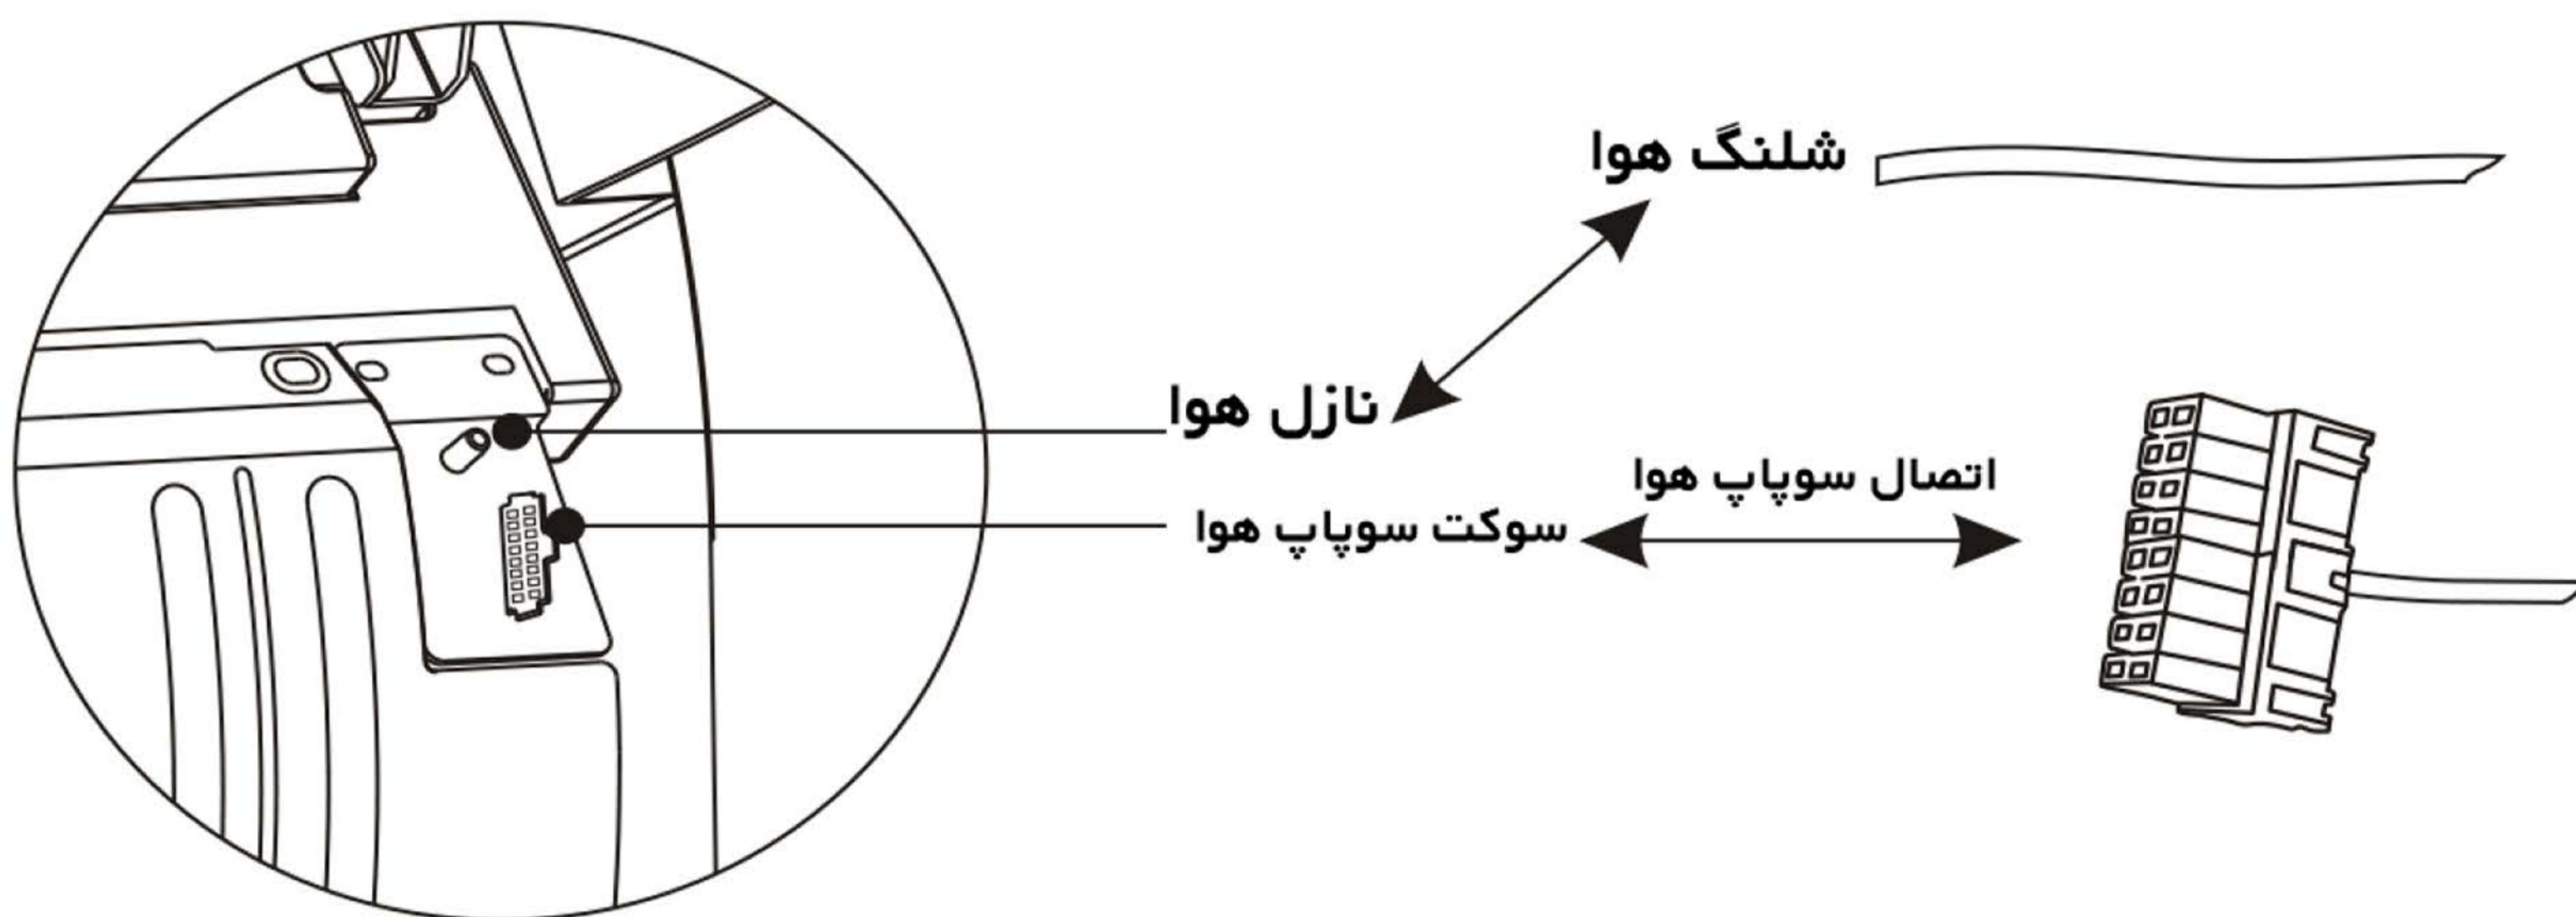 شلنگ هوا
نازل هوا
اتصال سوپاپ هوا
سوکت سوپاپ هوا